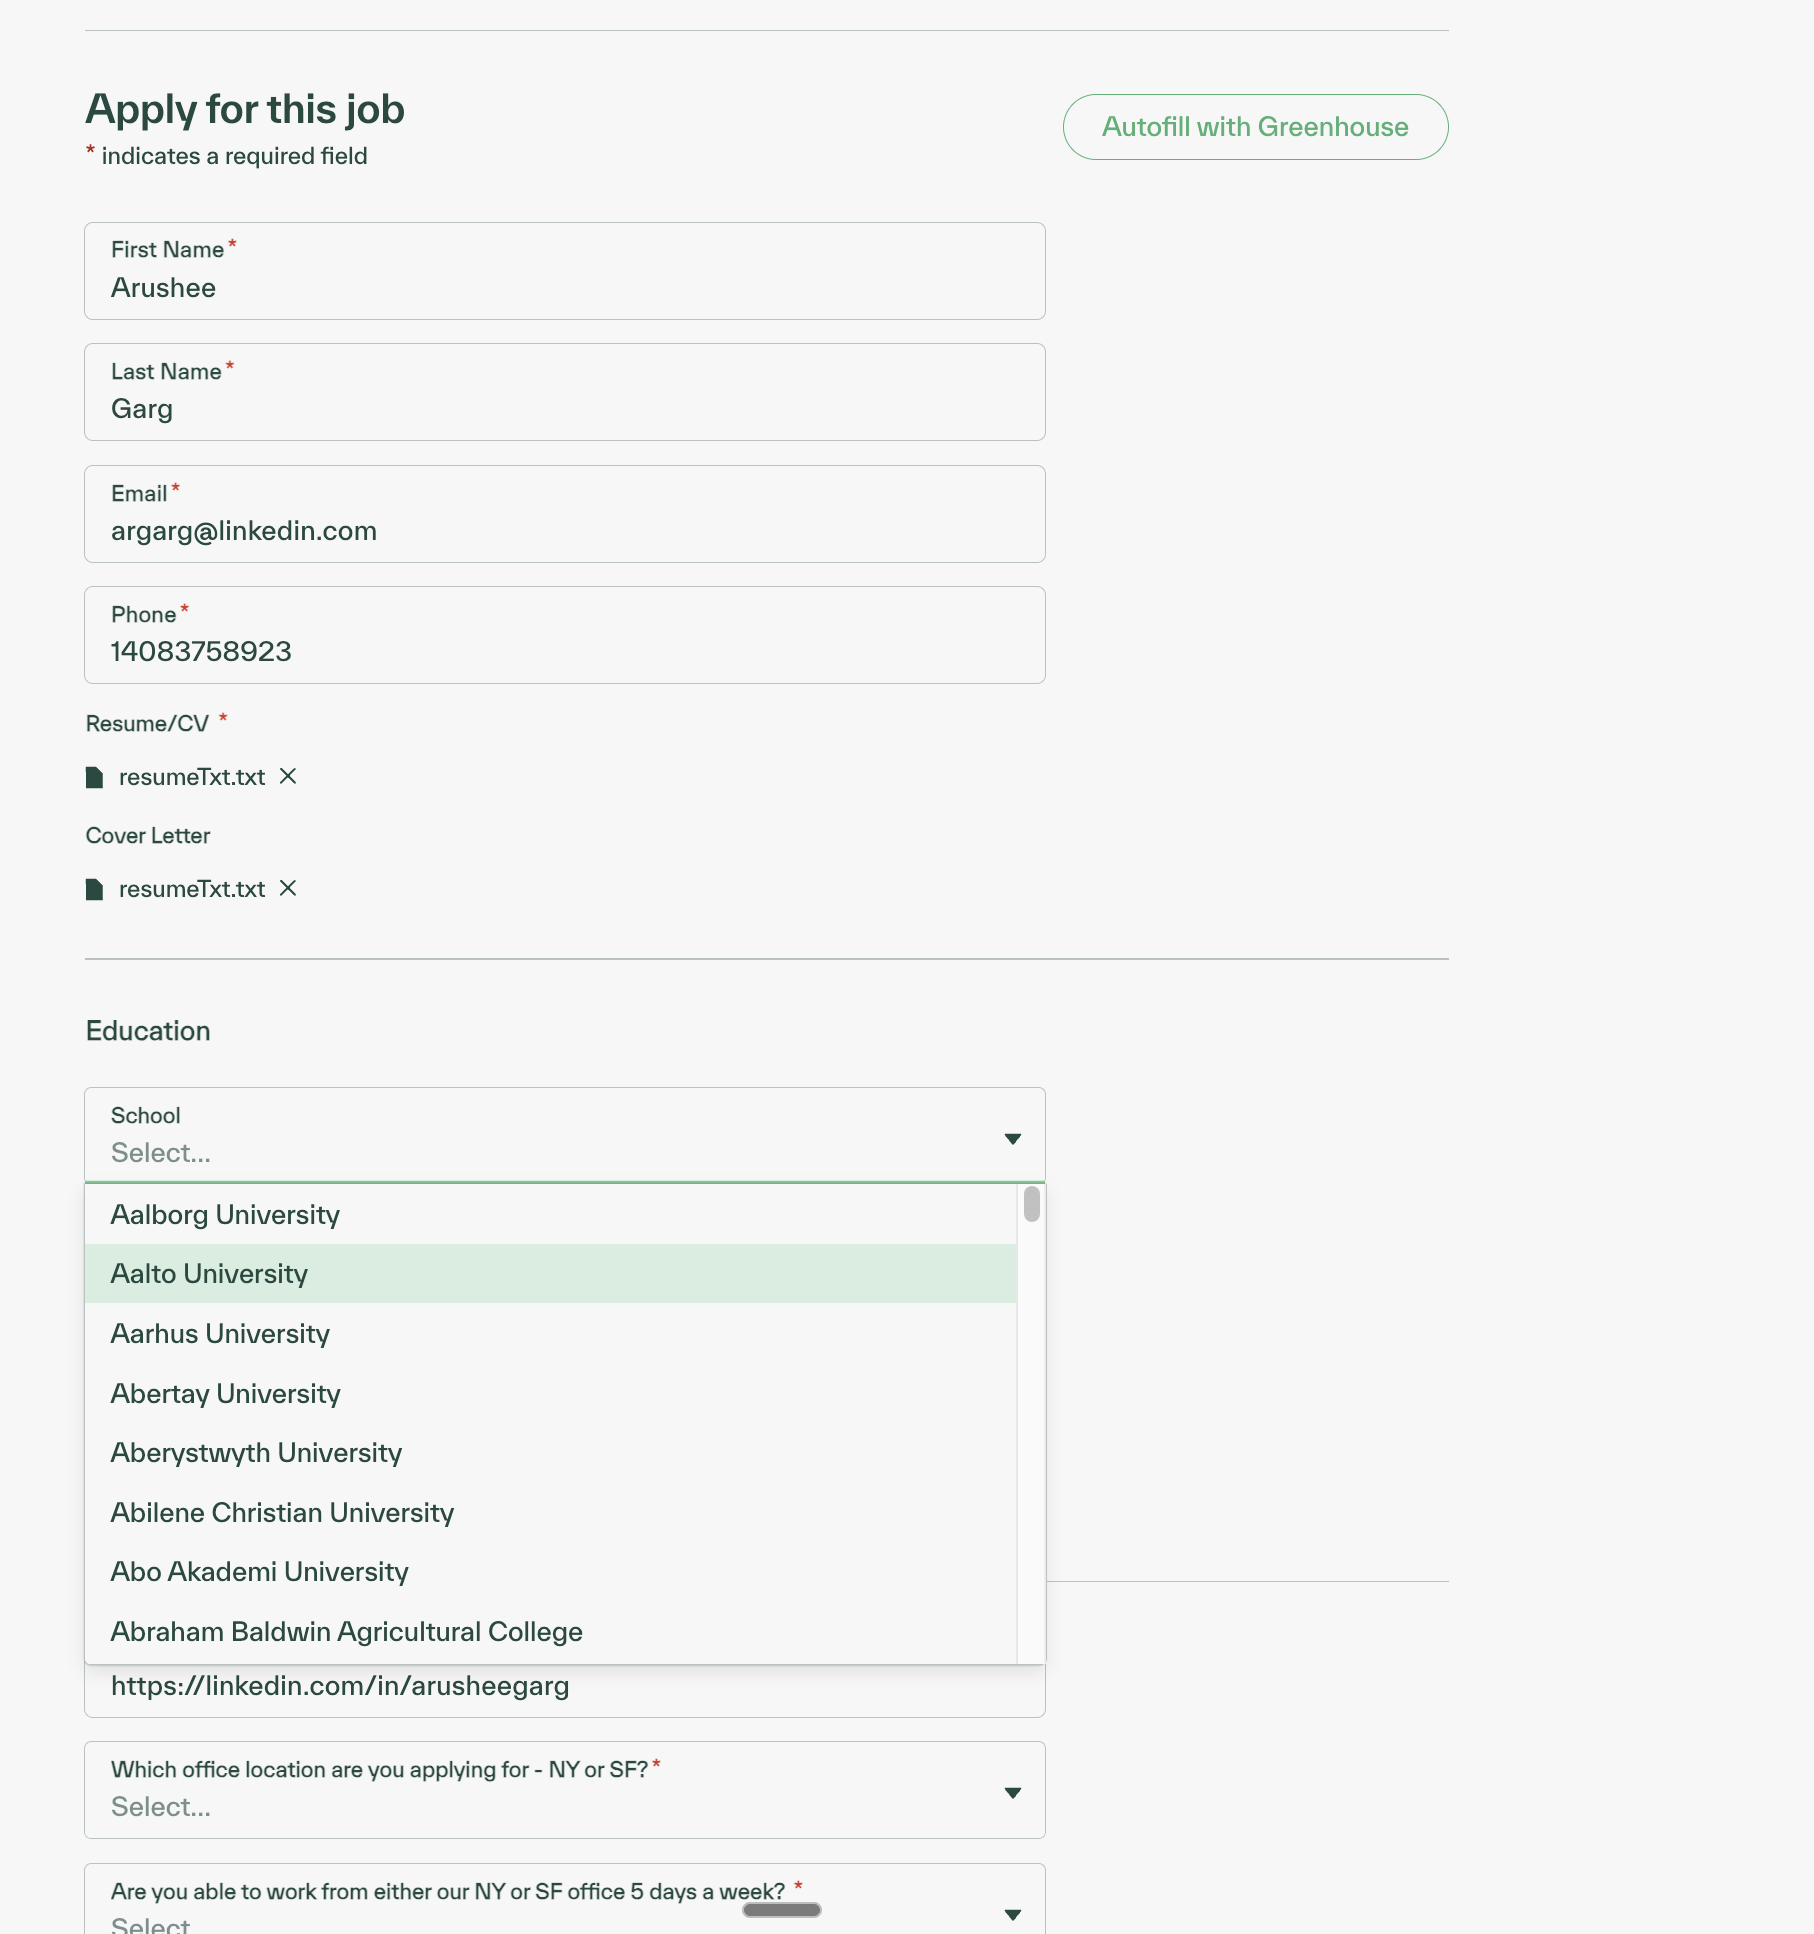 Apply for this job
* indicates a required field
Autofill with Greenhouse
First Name*
Arushee
Last Name*
Garg
Email*
argarg@linkedin.com
Phone*
14083758923
Resume/CV *
resumeTxt.txt
Cover Letter
resumeTxt.txt
Education
School
Select...
Aalborg University
Aalto University
Aarhus University
Abertay University
Aberystwyth University
Abilene Christian University
Abo Akademi University
Abraham Baldwin Agricultural College
https://linkedin.com/in/arusheegarg
Which office location are you applying for - NY or SF?*
Select...
Are you able to work from either our NY or SF office 5 days a week? *
Select